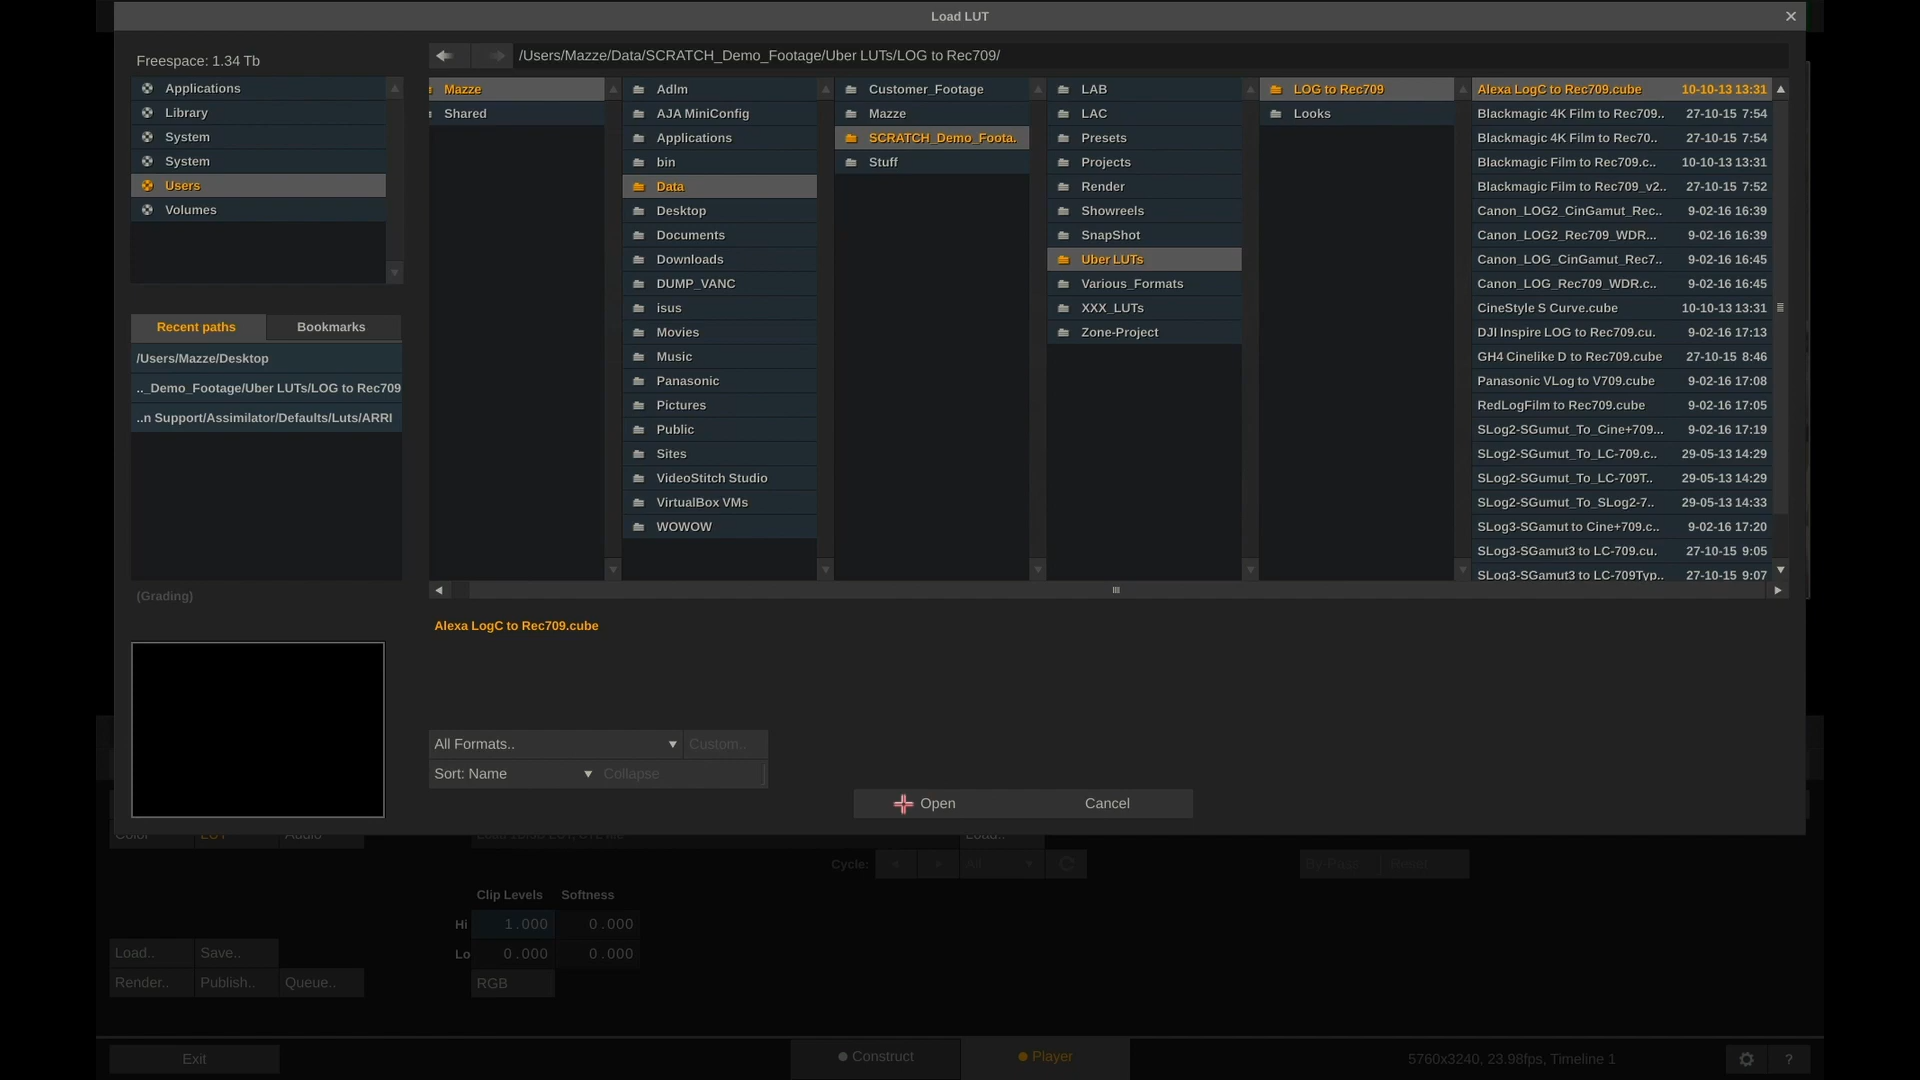 Load LUT
Freespace: 1.34 Tb
/Users/Mazze/Data/SCRATCH_Demo_Footage/Uber LUTs/LOG to Rec709/
Applications
Library
System
System
Users
Volumes
Recent paths
Bookmarks
/Users/Mazze/Desktop
.._Demo_Footage/Uber LUTs/LOG to Rec709
..n Support/Assimilator/Defaults/Luts/ARRI
(Grading)
Mazze
Shared
Adlm
AJA MiniConfig
Applications
bin
Data
Desktop
Documents
Downloads
DUMP_VANC
isus
Movies
Music
Panasonic
Pictures
Public
Sites
VideoStitch Studio
VirtualBox VMs
WOWOW
Customer_Footage
Mazze
SCRATCH_Demo_Foota.
Stuff
LAB
LAC
Presets
Projects
Render
Showreels
SnapShot
Uber LUTs
Various_Formats
XXX_LUTs
Zone-Project
LOG to Rec709
Looks
Alexa LogC to Rec709.cube 10-10-13 13:31
Blackmagic 4K Film to Rec709.. 27-10-15 7:54
Blackmagic 4K Film to Rec70.. 27-10-15 7:54
Blackmagic Film to Rec709.c.. 10-10-13 13:31
Blackmagic Film to Rec709_v2.. 27-10-15 7:52
Canon_LOG2_CinGamut_Rec.. 9-02-16 16:39
Canon_LOG2_Rec709_WDR... 9-02-16 16:39
Canon_LOG_CinGamut_Rec7.. 9-02-16 16:45
Canon_LOG_Rec709_WDR.c.. 9-02-16 16:45
CineStyle S Curve.cube 10-10-13 13:31
DJI Inspire LOG to Rec709.cu. 9-02-16 17:13
GH4 Cinelike D to Rec709.cube 27-10-15 8:46
Panasonic VLog to V709.cube 9-02-16 17:08
RedLogFilm to Rec709.cube 9-02-16 17:05
SLog2-SGumut_To_Cine+709... 9-02-16 17:19
SLog2-SGumut_To_LC-709.c.. 29-05-13 14:29
SLog2-SGumut_To_LC-709T.. 29-05-13 14:29
SLog2-SGumut_To_SLog2-7.. 29-05-13 14:33
SLog3-SGamut to Cine+709.c.. 9-02-16 17:20
SLog3-SGamut3 to LC-709.cu. 27-10-15 9:05
SLog3-SGamut3 to LC-709Typ.. 27-10-15 9:07
Alexa LogC to Rec709.cube
All Formats..
Custom..
Sort: Name
Collapse
Open
Cancel
Color
LUT
Audio
Load..
Cycle:
All
By-Pass
Clip Levels Softness
Hi 1.000 0.000
Lo 0.000 0.000
RGB
Load.. Save..
Render.. Publish.. Queue..
Exit
Construct
Player
5760x3240, 23.98fps, Timeline 1
?